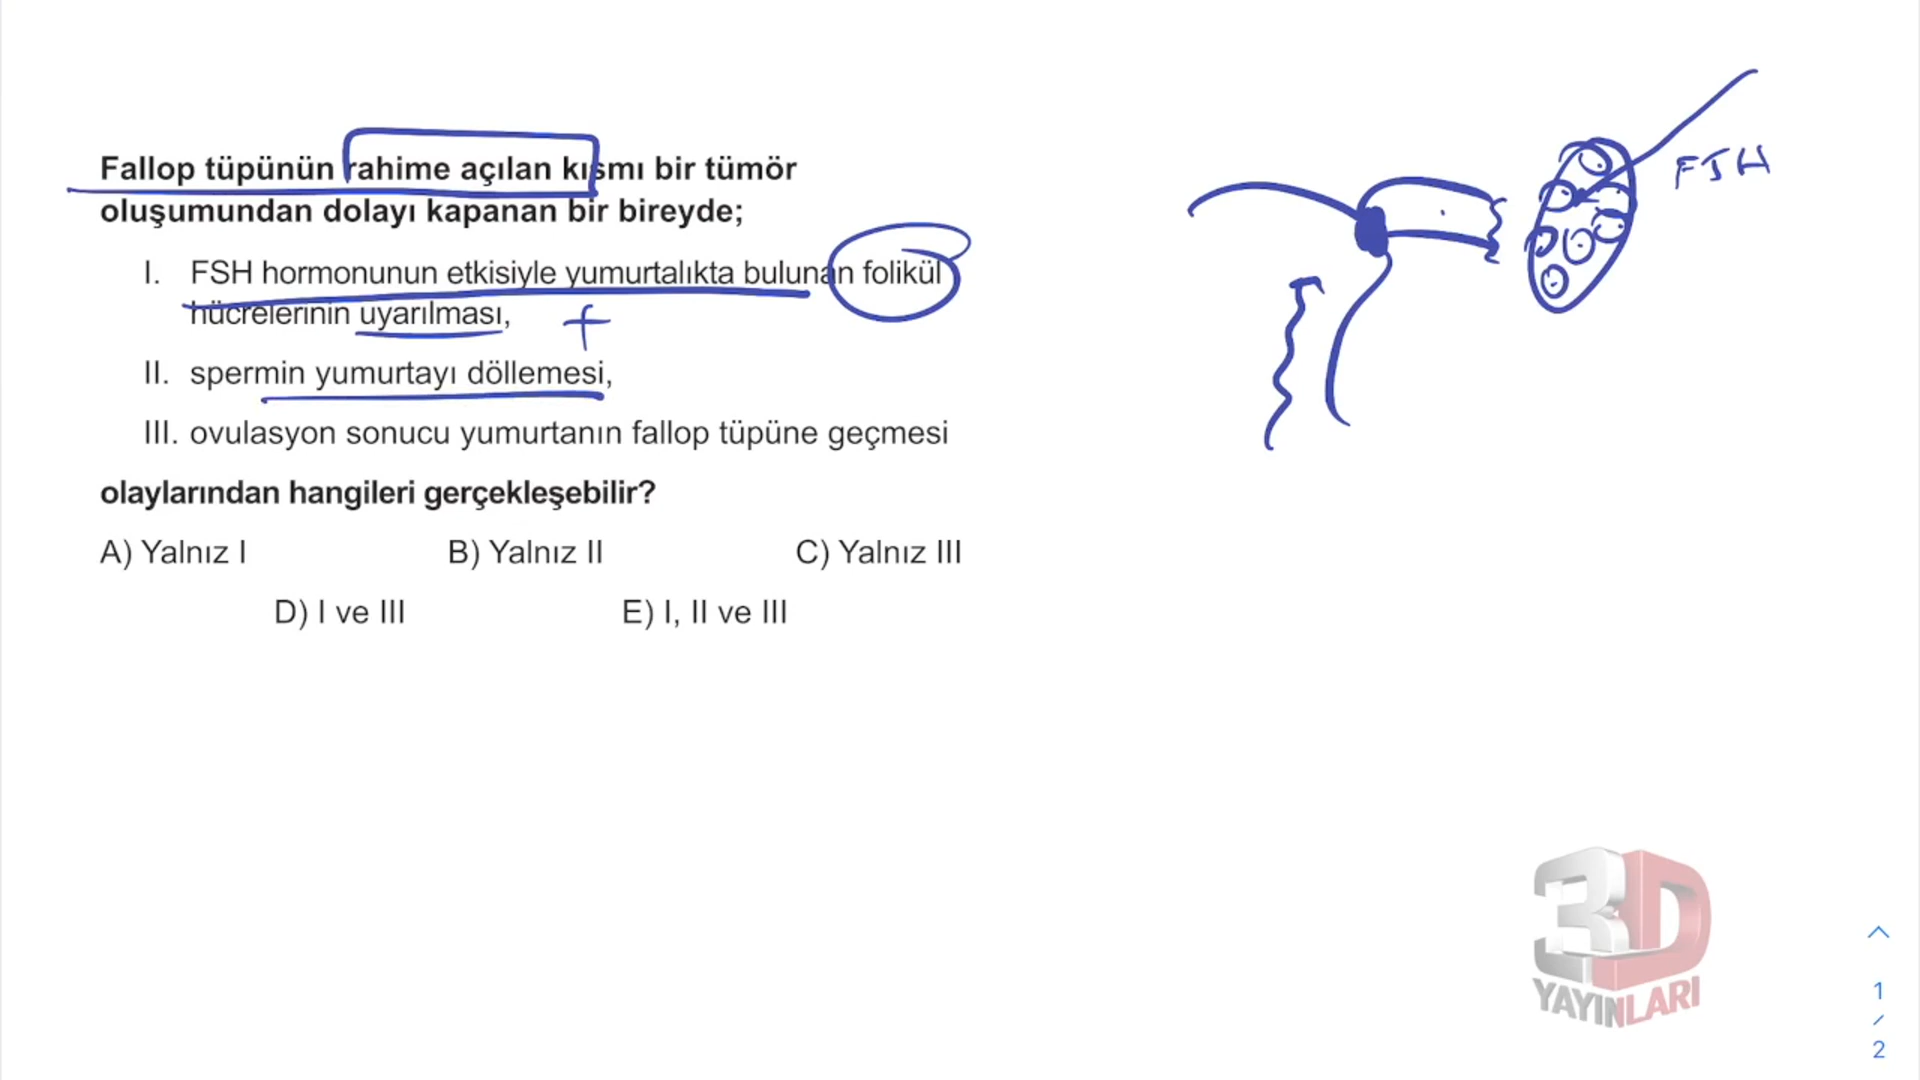 Fallop tüpünün rahime açılan kısmı bir tümör
oluşumundan dolayı kapanan bir bireyde;
I. FSH hormonunun etkisiyle yumurtalıkta bulunan folikül
hücrelerinin uyarılması,
+
II. spermin yumurtayı döllemesi,
III. ovulasyon sonucu yumurtanın fallop tüpüne geçmesi
olaylarından hangileri gerçekleşebilir?
A) Yalnız I B) Yalnız II C) Yalnız III
D) I ve III E) I, II ve III
FSH
3D
YAYINLARI
1
/
2